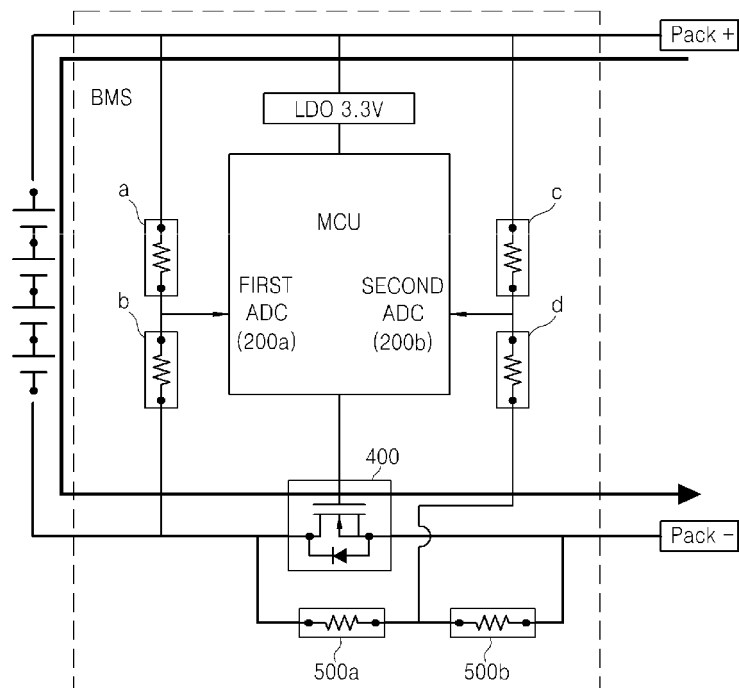 Pack +
BMS
LDO 3.3V
a
c
MCU
b
FIRST
ADC
(200a)
SECOND
ADC
(200b)
d
400
Pack -
500a
500b